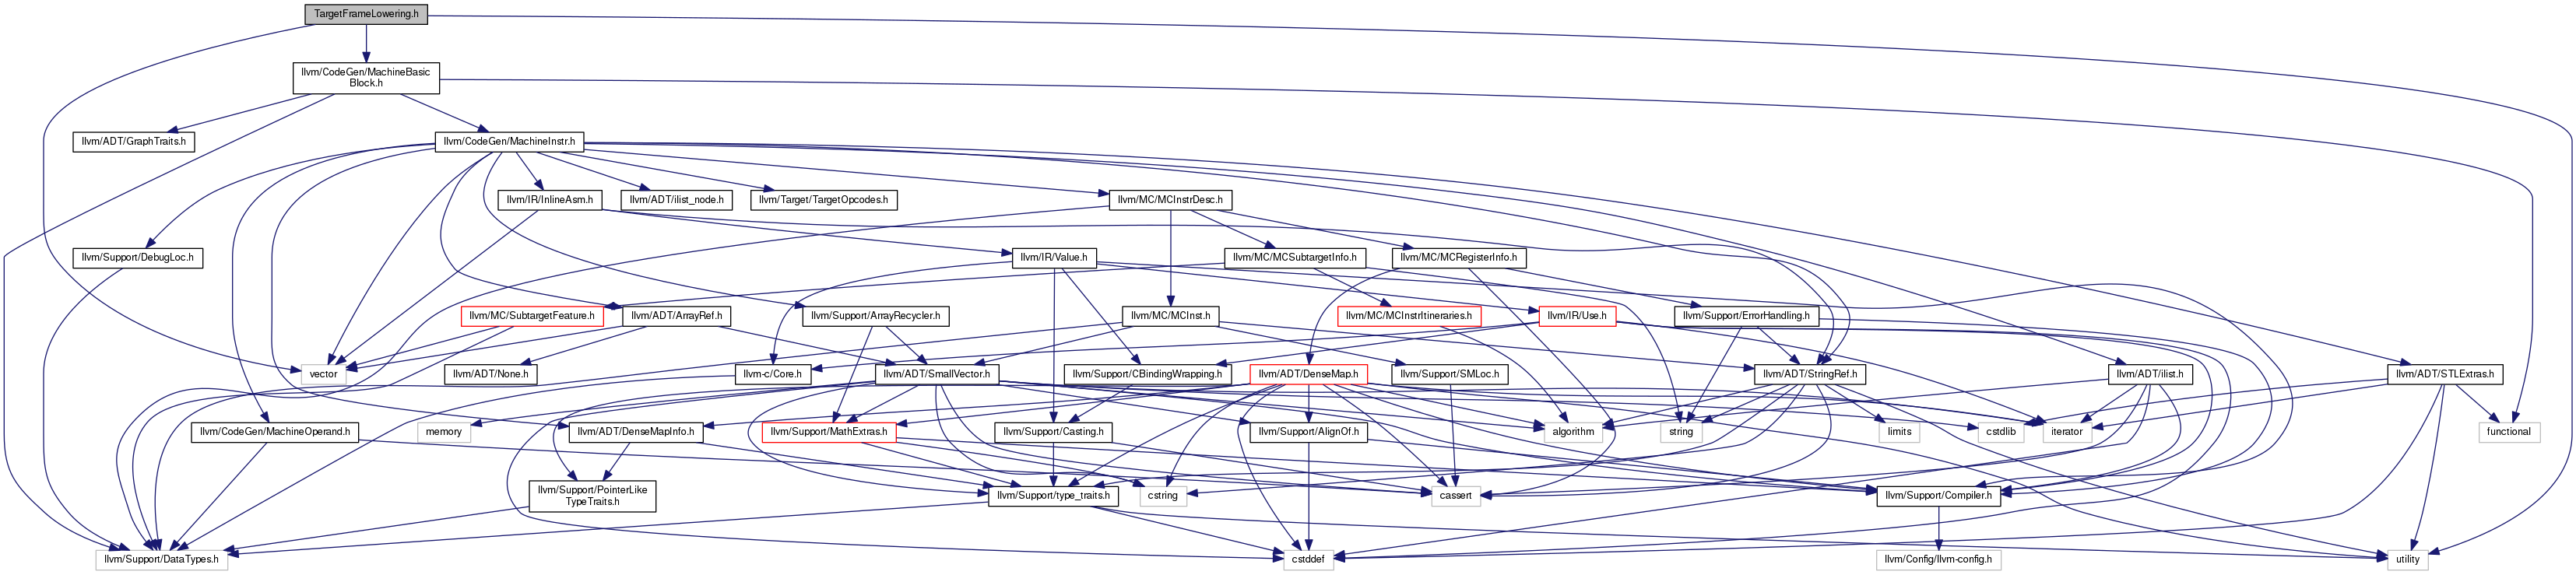 TargetFrameLowering.h
llvm/CodeGen/MachineBasic
Block.h
llvm/ADT/GraphTraits.h
llvm/CodeGen/MachineInstr.h
llvm/IR/InlineAsm.h
llvm/ADT/ilist_node.h
llvm/Target/TargetOpcodes.h
llvm/MC/MCInstrDesc.h
llvm/Support/DebugLoc.h
llvm/IR/Value.h
llvm/MC/MCSubtargetInfo.h
llvm/MC/MCRegisterInfo.h
llvm/MC/SubtargetFeature.h
llvm/ADT/ArrayRef.h
llvm/Support/ArrayRecycler.h
llvm/MC/MCInst.h
llvm/MC/MCInstrItineraries.h
llvm/IR/Use.h
llvm/Support/ErrorHandling.h
vector
llvm/ADT/None.h
llvm-c/Core.h
llvm/ADT/SmallVector.h
llvm/Support/CBindingWrapping.h
llvm/ADT/DenseMap.h
llvm/Support/SMLoc.h
llvm/ADT/StringRef.h
llvm/ADT/ilist.h
llvm/ADT/STLExtras.h
llvm/CodeGen/MachineOperand.h
memory
llvm/ADT/DenseMapInfo.h
llvm/Support/MathExtras.h
llvm/Support/Casting.h
llvm/Support/AlignOf.h
algorithm
string
limits
cstdlib
iterator
functional
llvm/Support/PointerLike
TypeTraits.h
llvm/Support/type_traits.h
cstring
cassert
llvm/Support/Compiler.h
llvm/Support/DataTypes.h
cstddef
llvm/Config/llvm-config.h
utility